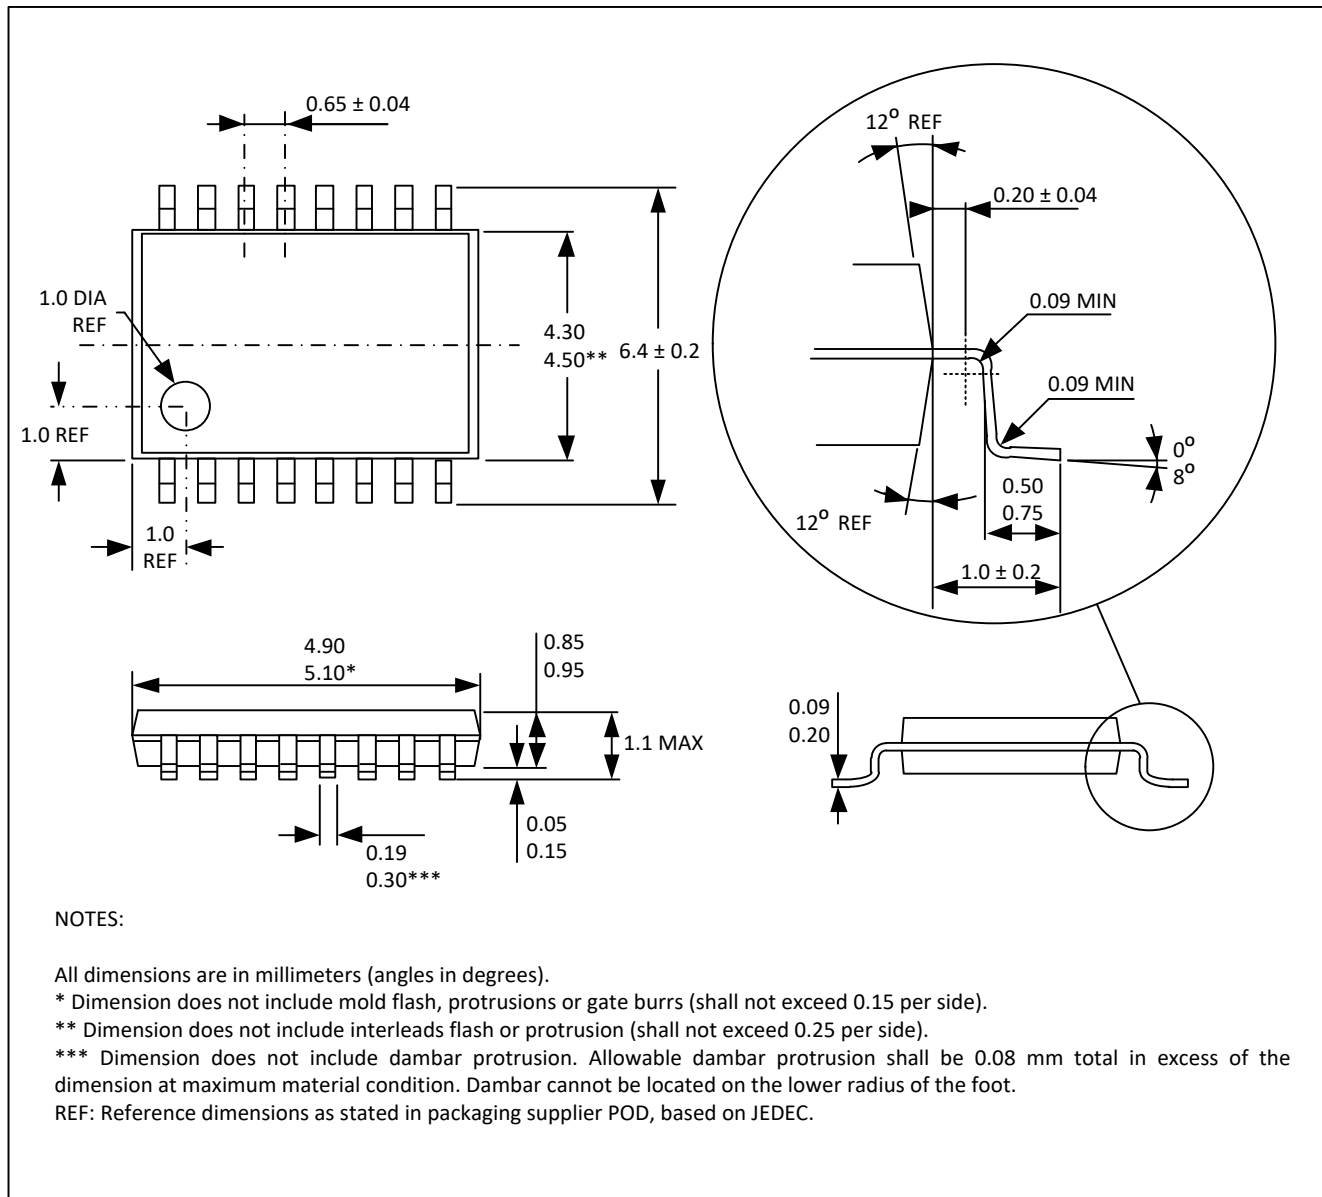 0.65 ± 0.04
1.0 DIA
REF
4.30
4.50**
6.4 ± 0.2
1.0 REF
1.0
REF
12° REF
0.20 ± 0.04
0.09 MIN
0.09 MIN
0°
8°
0.50
0.75
12° REF
1.0 ± 0.2
4.90
5.10*
0.85
0.95
1.1 MAX
0.05
0.15
0.19
0.30***
0.09
0.20
NOTES:
All dimensions are in millimeters (angles in degrees).
* Dimension does not include mold flash, protrusions or gate burrs (shall not exceed 0.15 per side).
** Dimension does not include interleads flash or protrusion (shall not exceed 0.25 per side).
*** Dimension does not include dambar protrusion. Allowable dambar protrusion shall be 0.08 mm total in excess of the
dimension at maximum material condition. Dambar cannot be located on the lower radius of the foot.
REF: Reference dimensions as stated in packaging supplier POD, based on JEDEC.